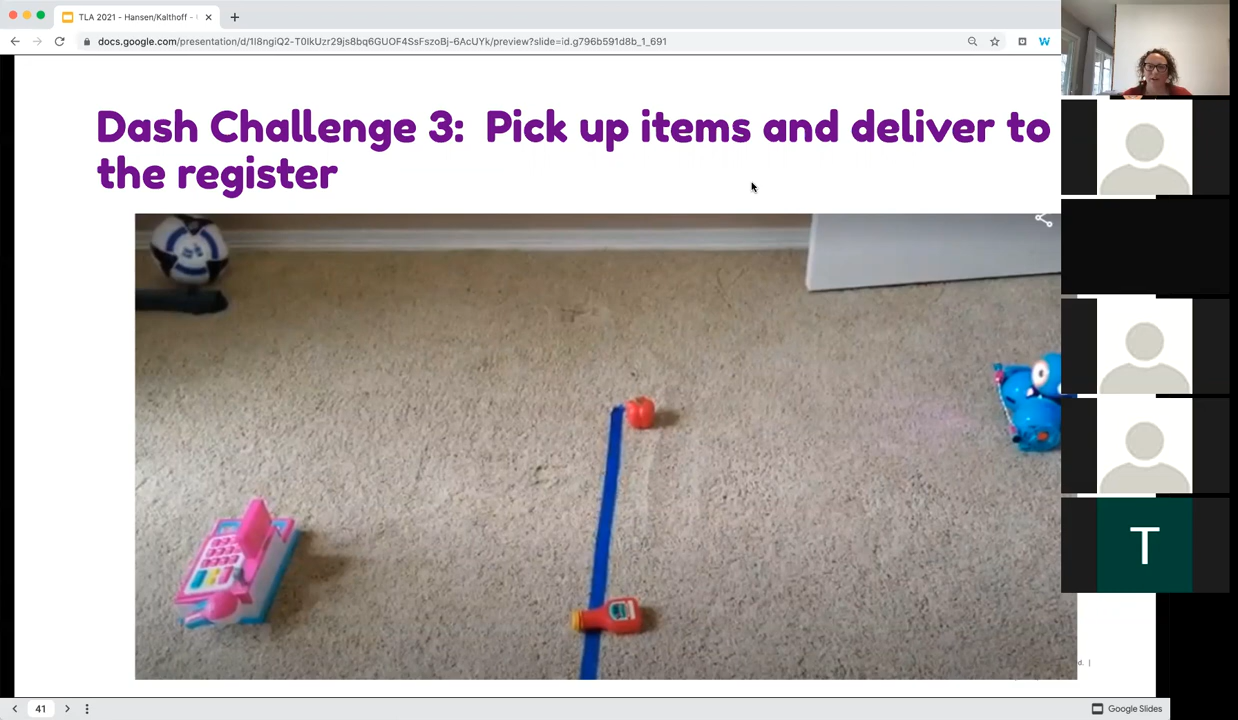 TLA 2021 - Hansen/Kalthoff -
docs.google.com/presentation/d/1I8ngiQ2-T0IkUzr29js8bq6GUOF4SsFszoBj-6AcUYk/preview?slide=id.g796b591d8b_1_691
W
Dash Challenge 3: Pick up items and deliver to
the register
T
d. |
41
Google Slides